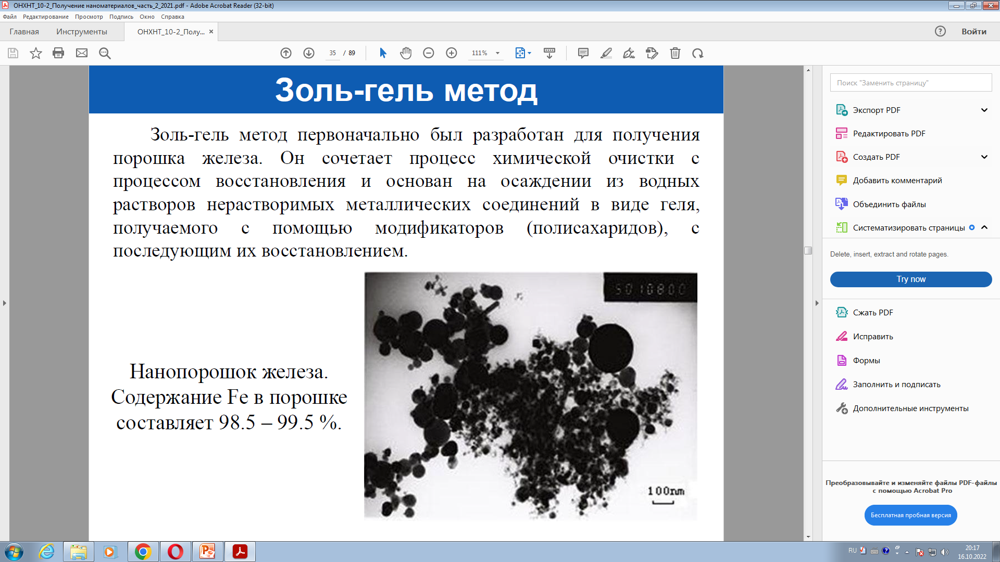 ОНХНТ_10-2_Получение наноматериалов_часть_2_2021.pdf - Adobe Acrobat Reader (32-bit)
Файл Редактирование Просмотр Подпись Окно Справка
Главная Инструменты ОНХНТ_10-2_Полу... × Войти
35 / 89 111%
Золь-гель метод
Золь-гель метод первоначально был разработан для получения
порошка железа. Он сочетает процесс химической очистки с
процессом восстановления и основан на осаждении из водных
растворов нерастворимых металлических соединений в виде геля,
получаемого с помощью модификаторов (полисахаридов), с
последующим их восстановлением.
5010800
Нанопорошок железа.
Содержание Fe в порошке
составляет 98.5 – 99.5 %.
100nm
Поиск "Заменить страницу"
Экспорт PDF
Редактировать PDF
Создать PDF
Добавить комментарий
Объединить файлы
Систематизировать страницы
Delete, insert, extract and rotate pages.
Try now
Сжать PDF
Исправить
Формы
Заполнить и подписать
Дополнительные инструменты
Преобразовывайте и изменяйте файлы PDF-файлы
с помощью Acrobat Pro
Бесплатная пробная версия
RU
20:17
16.10.2022